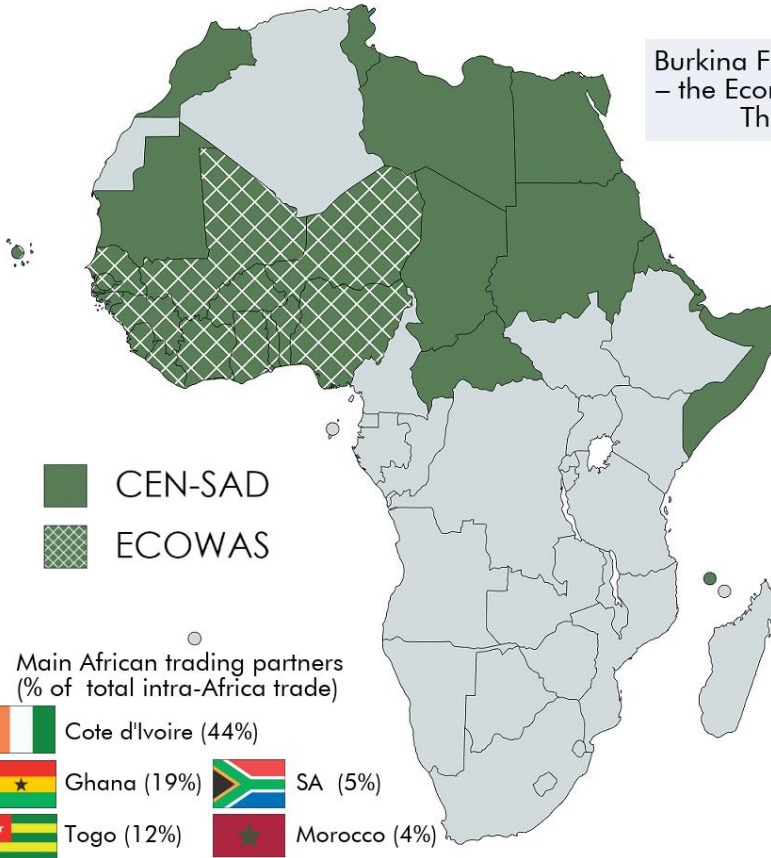 Burkina F
– the Econ
Th
CEN-SAD
ECOWAS
Main African trading partners
(% of total intra-Africa trade)
Cote d'Ivoire (44%)
Ghana (19%)
SA (5%)
Togo (12%)
Morocco (4%)